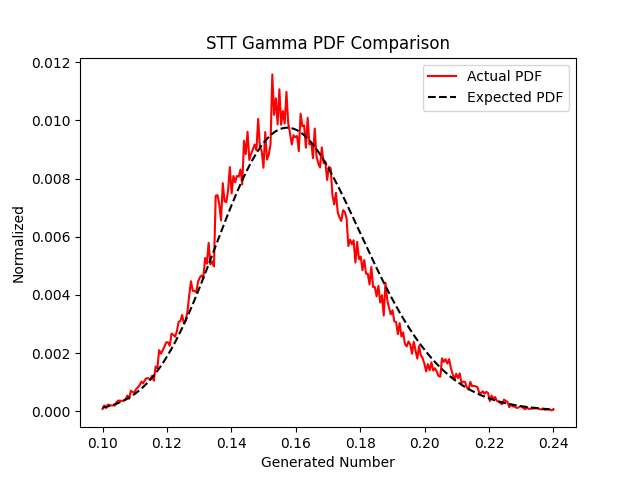 STT Gamma PDF Comparison
Actual PDF
Expected PDF
Normalized
0.012
0.010
0.008
0.006
0.004
0.002
0.000
0.10 0.12 0.14 0.16 0.18 0.20 0.22 0.24
Generated Number